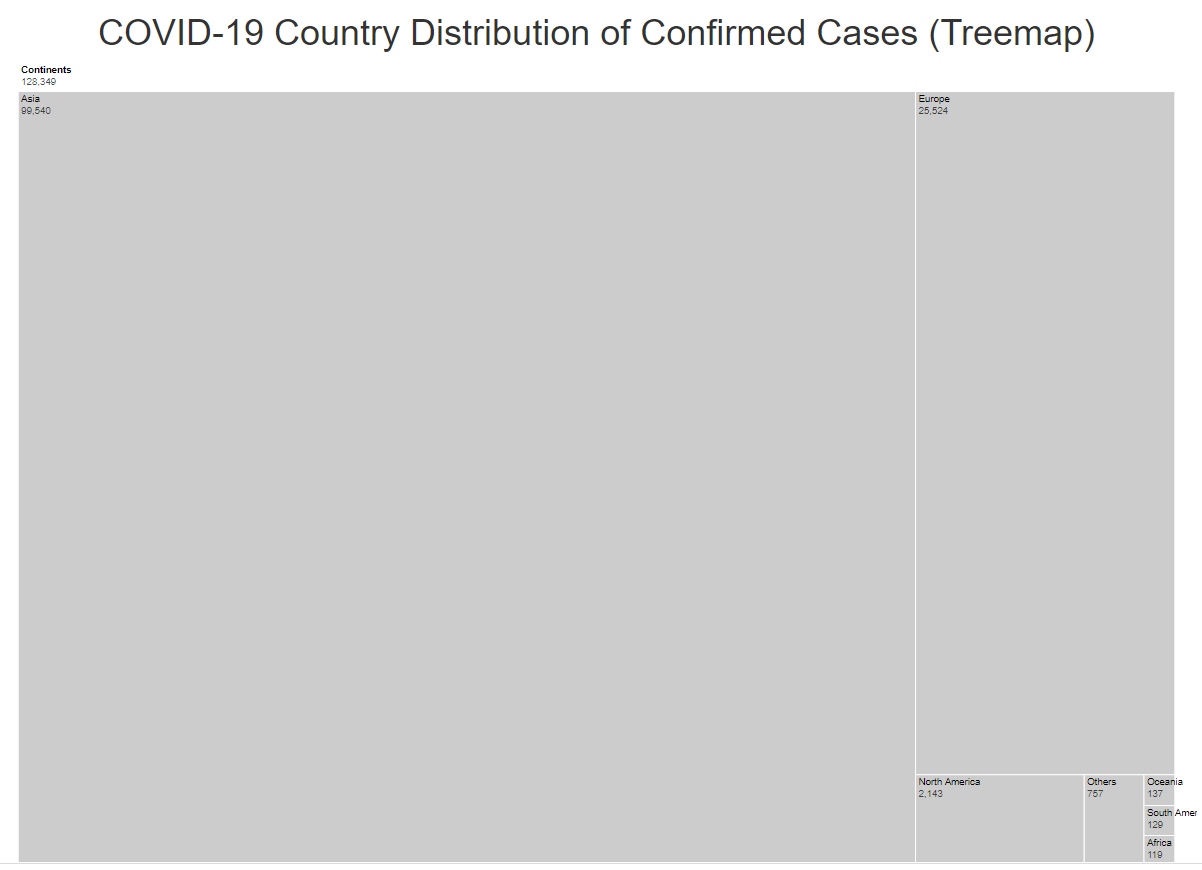 COVID-19 Country Distribution of Confirmed Cases (Treemap)
Continents
128,349
Asia
99,540
Europe
25,524
North America
2,143
Others
757
Oceania
137
South Amer
129
Africa
119